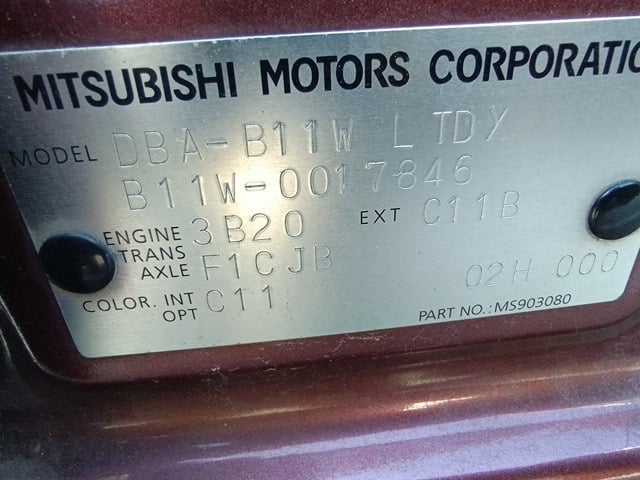 MITSUBISHI MOTORS CORPORATIO
MODEL DBA-B11W LTDX
B11W-0017846
ENGINE 3B20 EXT C11B
TRANS
AXLE F1CJB
02H 000
COLOR. INT C11
OPT
PART NO.:MS903080